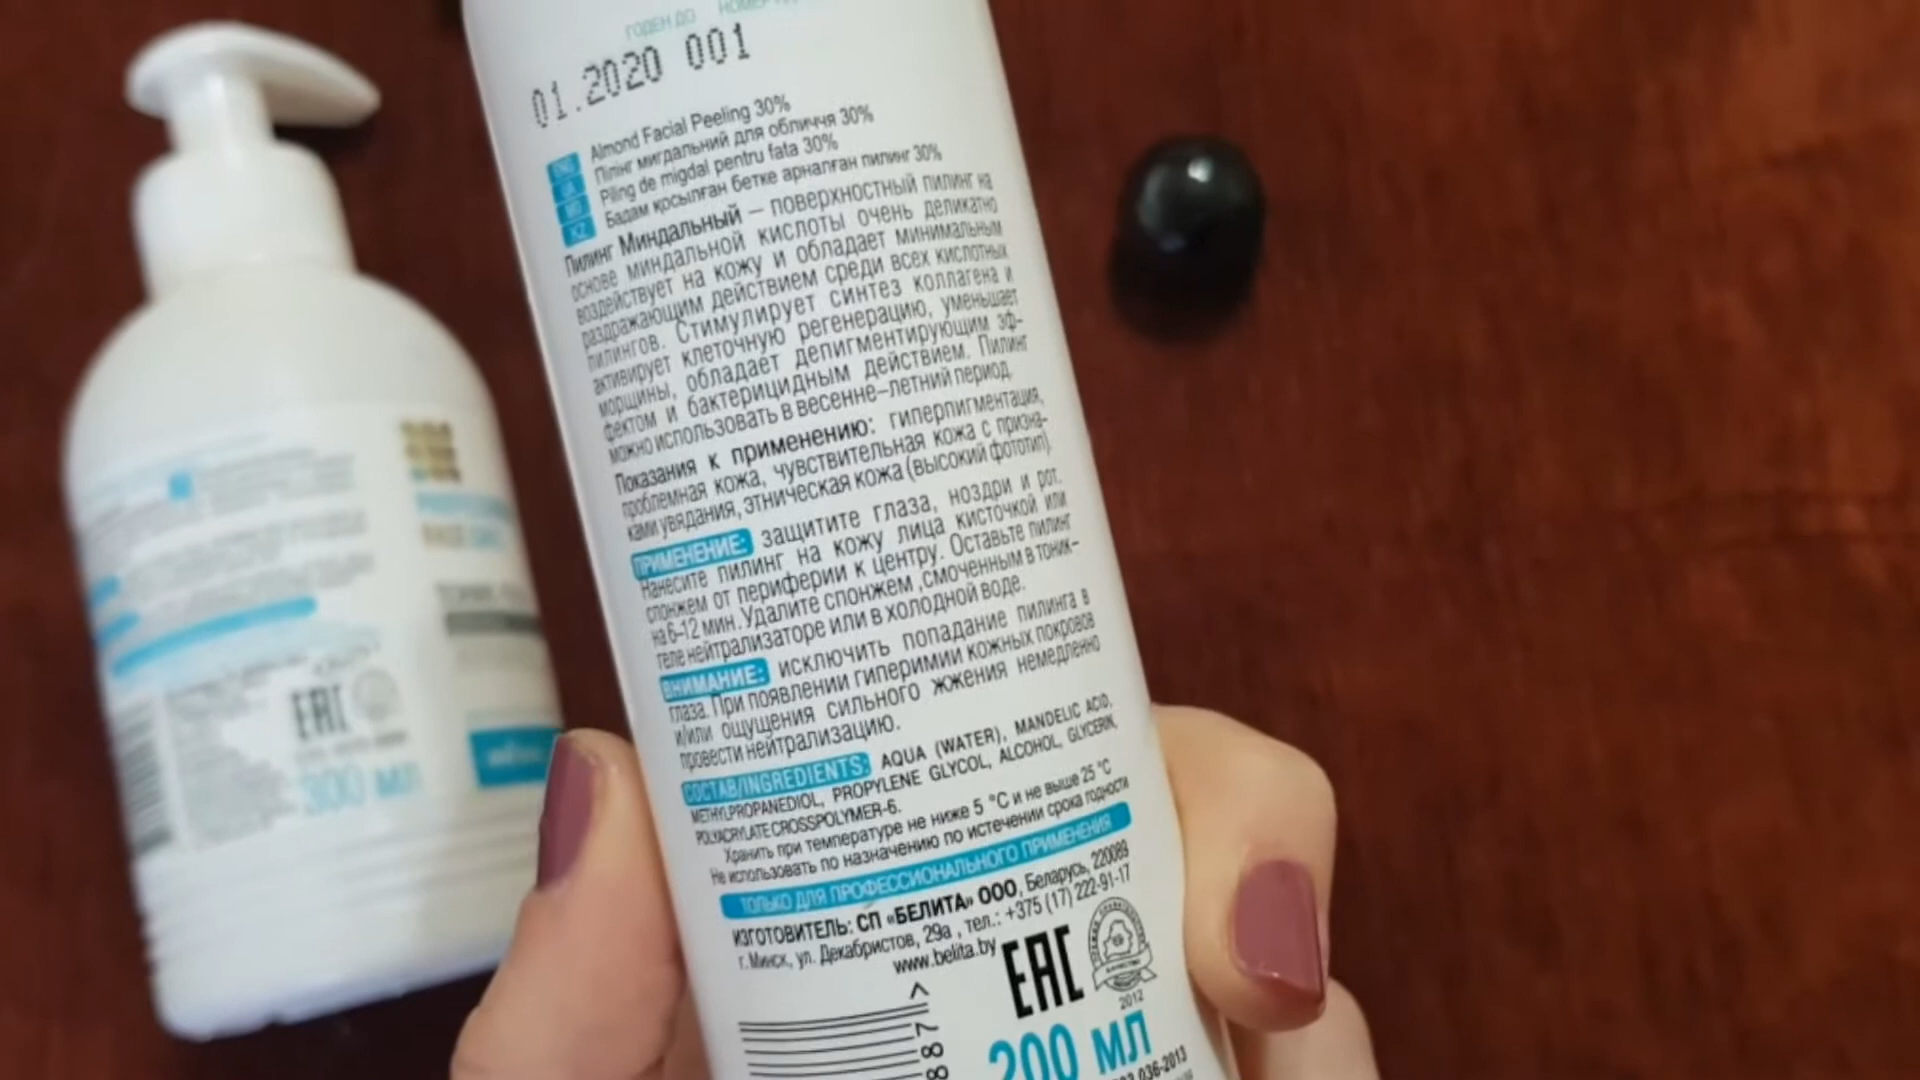 ГОДЕН ДО НОМЕР
01.2020 001
ENG Almond Facial Peeling 30%
UA Пілінг мигдальний для обличчя 30%
MD Piling de migdal pentru fata 30%
KZ Бадам қосылған бетке арналған пилинг 30%
Пилинг Миндальный – поверхностный пилинг на
основе миндальной кислоты очень деликатно
воздействует на кожу и обладает минимальным
раздражающим действием среди всех кислотных
пилингов. Стимулирует синтез коллагена и
активирует клеточную регенерацию, уменьшает
морщины, обладает депигментирующим эф-
фектом и бактерицидным действием. Пилинг
можно использовать в весенне–летний период.
Показания к применению: гиперпигментация,
проблемная кожа, чувствительная кожа с призна-
ками увядания, этническая кожа (высокий фототип).
ПРИМЕНЕНИЕ: защитите глаза, ноздри и рот.
Нанесите пилинг на кожу лица кисточкой или
спонжем от периферии к центру. Оставьте пилинг
на 6–12 мин. Удалите спонжем ,смоченным в тоник–
геле нейтрализаторе или в холодной воде.
ВНИМАНИЕ: исключить попадание пилинга в
глаза. При появлении гиперимии кожных покровов
и/или ощущения сильного жжения немедленно
провести нейтрализацию.
СОСТАВ/INGREDIENTS: AQUA (WATER), MANDELIC ACID,
METHYLPROPANEDIOL, PROPYLENE GLYCOL, ALCOHOL, GLYCERIN,
POLYACRYLATE CROSSPOLYMER-6.
Хранить при температуре не ниже 5 °C и не выше 25 °C
Не использовать по назначению по истечении срока годности
ТОЛЬКО ДЛЯ ПРОФЕССИОНАЛЬНОГО ПРИМЕНЕНИЯ
ИЗГОТОВИТЕЛЬ: СП «БЕЛИТА» ООО, Беларусь, 220089
г. Минск, ул. Декабристов, 29а , тел.: +375 (17) 222-91-17
www.belita.by
EAC
2012
200 мл
036-2013
EAC
300 мл